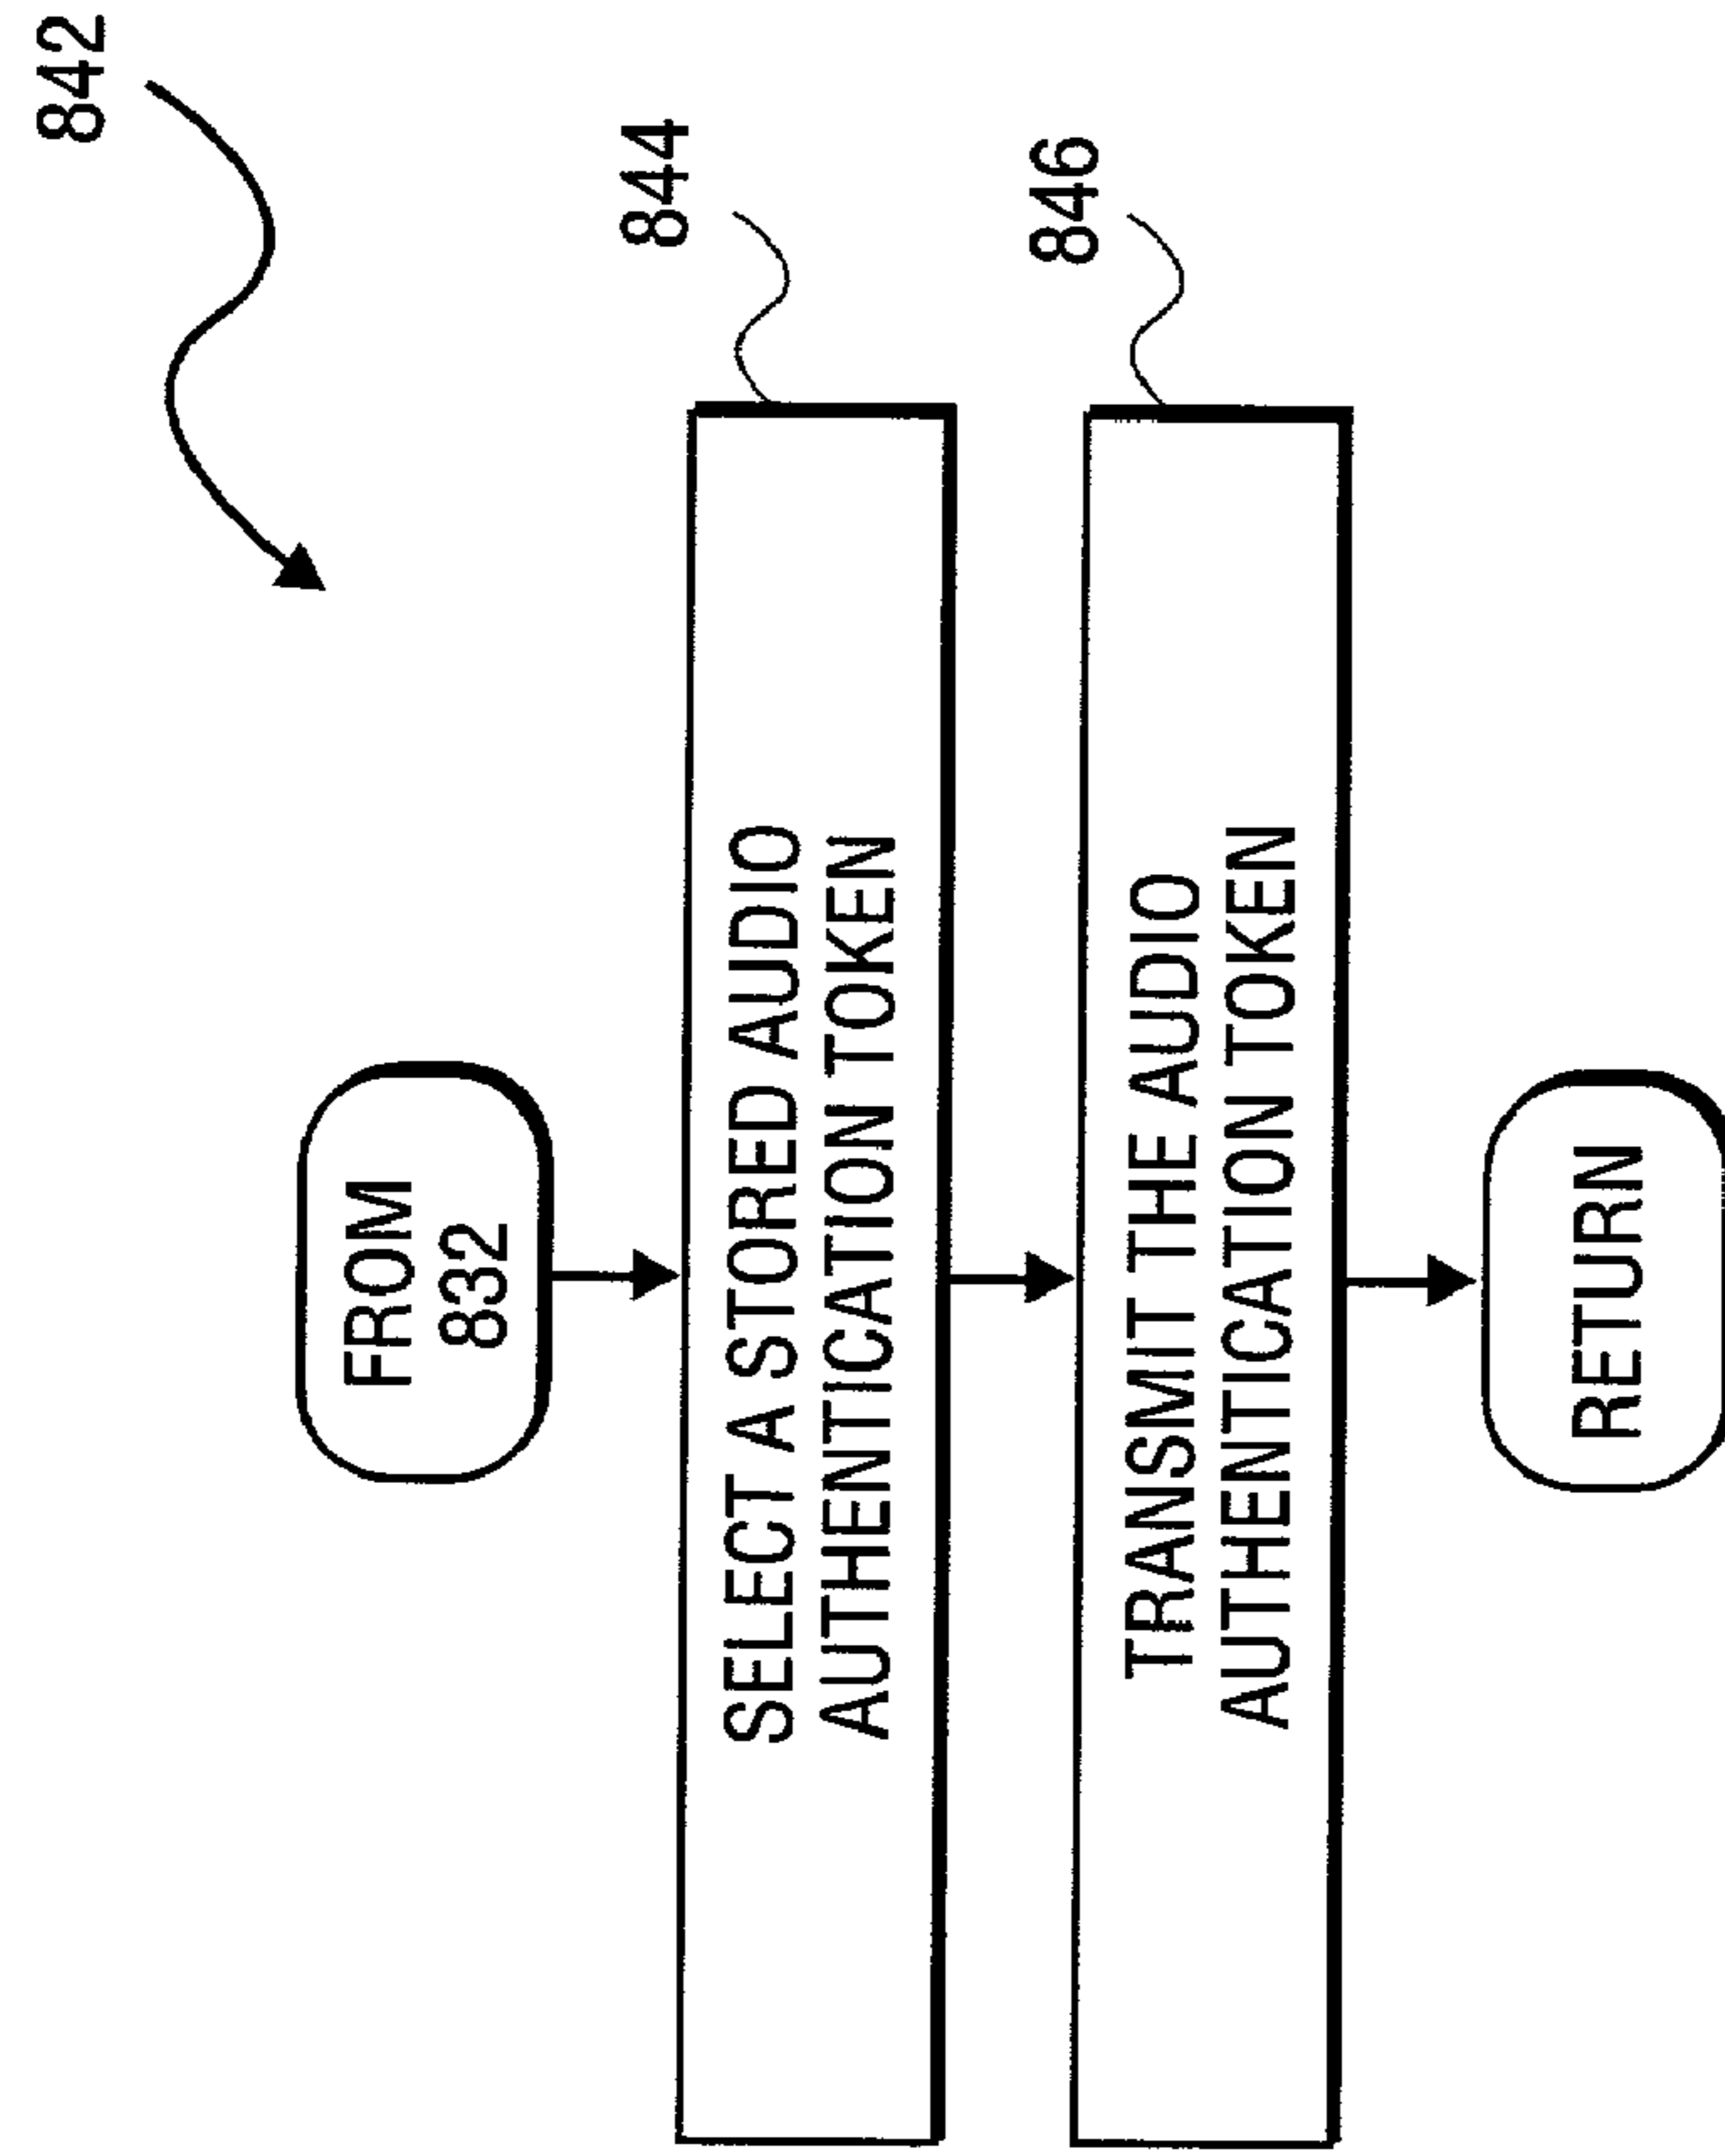 842
FROM
832
844
SELECT A STORED AUDIO
AUTHENTICATION TOKEN
846
TRANSMIT THE AUDIO
AUTHENTICATION TOKEN
RETURN